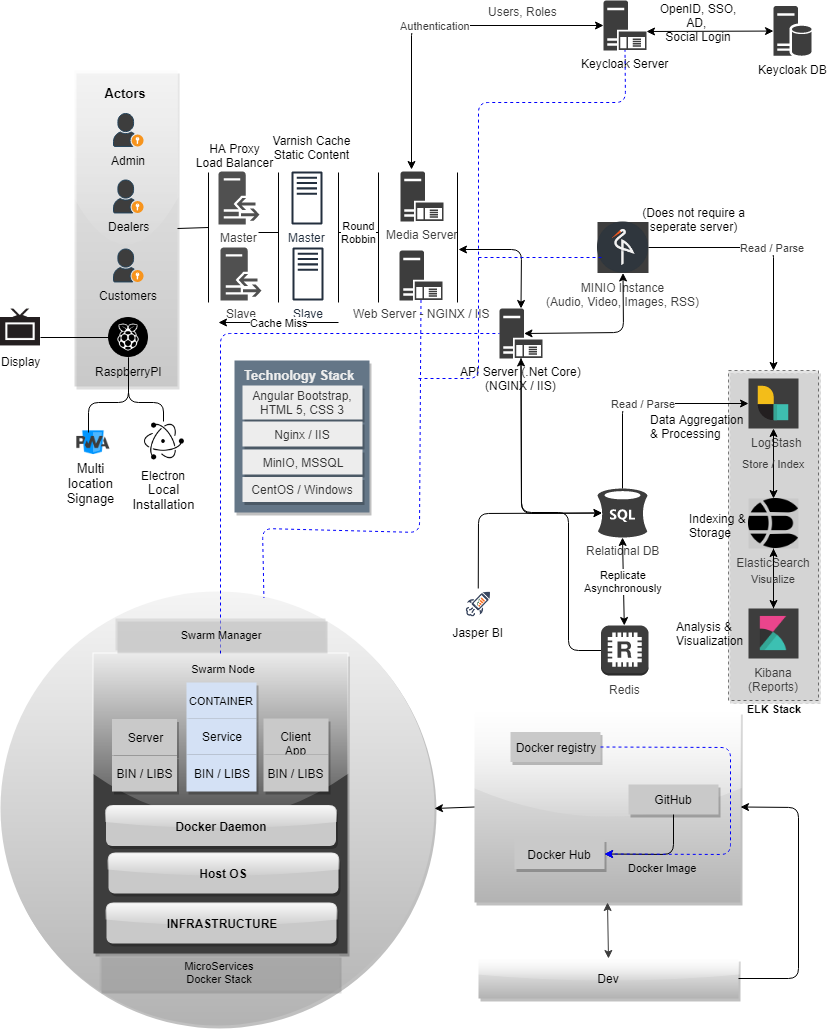 Users, Roles
Authentication
OpenID, SSO,
AD,
Social Login
Keycloak Server
Keycloak DB
Actors
Admin
Dealers
Customers
RaspberryPI
Display
PWA
Multi
location
Signage
Electron
Local
Installation
HA Proxy
Load Balancer
Master
Slave
Varnish Cache
Static Content
Master
Slave
Cache Miss
Round
Robbin
Media Server
Web Server - NGINX / IIS
(Does not require a
seperate server)
MINIO Instance
(Audio, Video, Images, RSS)
Read / Parse
API Server (.Net Core)
(NGINX / IIS)
Technology Stack
Angular Bootstrap,
HTML 5, CSS 3
Nginx / IIS
MinIO, MSSQL
CentOS / Windows
Read / Parse
Data Aggregation
& Processing
LogStash
Store / Index
Indexing &
Storage
ElasticSearch
Visualize
Analysis &
Visualization
Kibana
(Reports)
ELK Stack
SQL
Relational DB
Replicate
Asynchronously
Jasper BI
R
Redis
Swarm Manager
Swarm Node
CONTAINER
Server
Service
Client
App
BIN / LIBS
BIN / LIBS
BIN / LIBS
Docker Daemon
Host OS
INFRASTRUCTURE
MicroServices
Docker Stack
Docker registry
GitHub
Docker Hub
Docker Image
Dev